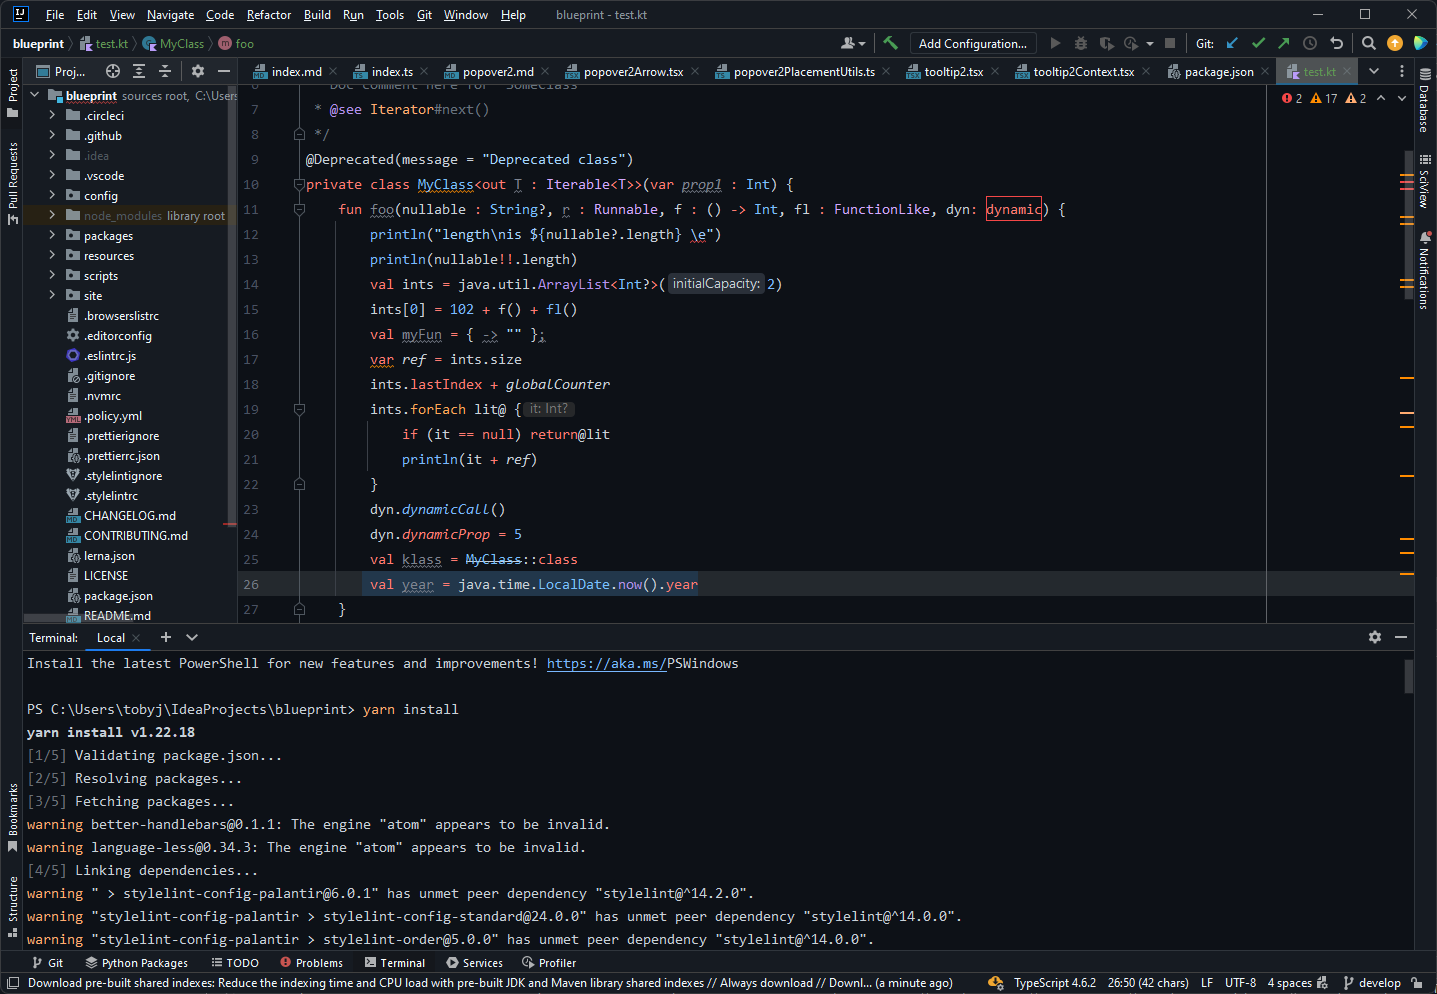 File Edit View Navigate Code Refactor Build Run Tools Git Window Help blueprint - test.kt
blueprint test.kt MyClass foo Add Configuration... Git:
Project
Pull Requests
Bookmarks
Structure
Proj...
index.md index.ts popover2.md popover2Arrow.tsx popover2PlacementUtils.ts tooltip2.tsx tooltip2Context.tsx package.json test.kt
blueprint sources root, C:\Users
.circleci
.github
.idea
.vscode
config
node_modules library root
packages
resources
scripts
site
.browserslistrc
.editorconfig
.eslintrc.js
.gitignore
.nvmrc
.policy.yml
.prettierignore
.prettierrc.json
.stylelintignore
.stylelintrc
CHANGELOG.md
CONTRIBUTING.md
lerna.json
LICENSE
package.json
README.md
2 17 2
7 * @see Iterator#next()
8 */
9 @Deprecated(message = "Deprecated class")
10 private class MyClass<out T : Iterable<T>>(var prop1 : Int) {
11 fun foo(nullable : String?, r : Runnable, f : () -> Int, fl : FunctionLike, dyn: dynamic) {
12 println("length\nis ${nullable?.length} \e")
13 println(nullable!!.length)
14 val ints = java.util.ArrayList<Int?>( initialCapacity: 2)
15 ints[0] = 102 + f() + fl()
16 val myFun = { -> "" };
17 var ref = ints.size
18 ints.lastIndex + globalCounter
19 ints.forEach lit@ { it: Int?
20 if (it == null) return@lit
21 println(it + ref)
22 }
23 dyn.dynamicCall()
24 dyn.dynamicProp = 5
25 val klass = MyClass::class
26 val year = java.time.LocalDate.now().year
27 }
Database
SciView
Notifications
Terminal: Local
Install the latest PowerShell for new features and improvements! https://aka.ms/PSWindows
PS C:\Users\tobyj\IdeaProjects\blueprint> yarn install
yarn install v1.22.18
[1/5] Validating package.json...
[2/5] Resolving packages...
[3/5] Fetching packages...
warning better-handlebars@0.1.1: The engine "atom" appears to be invalid.
warning language-less@0.34.3: The engine "atom" appears to be invalid.
[4/5] Linking dependencies...
warning " > stylelint-config-palantir@6.0.1" has unmet peer dependency "stylelint@^14.2.0".
warning "stylelint-config-palantir > stylelint-config-standard@24.0.0" has unmet peer dependency "stylelint@^14.0.0".
warning "stylelint-config-palantir > stylelint-order@5.0.0" has unmet peer dependency "stylelint@^14.0.0".
Git Python Packages TODO Problems Terminal Services Profiler
Download pre-built shared indexes: Reduce the indexing time and CPU load with pre-built JDK and Maven library shared indexes // Always download // Downl... (a minute ago) TypeScript 4.6.2 26:50 (42 chars) LF UTF-8 4 spaces develop